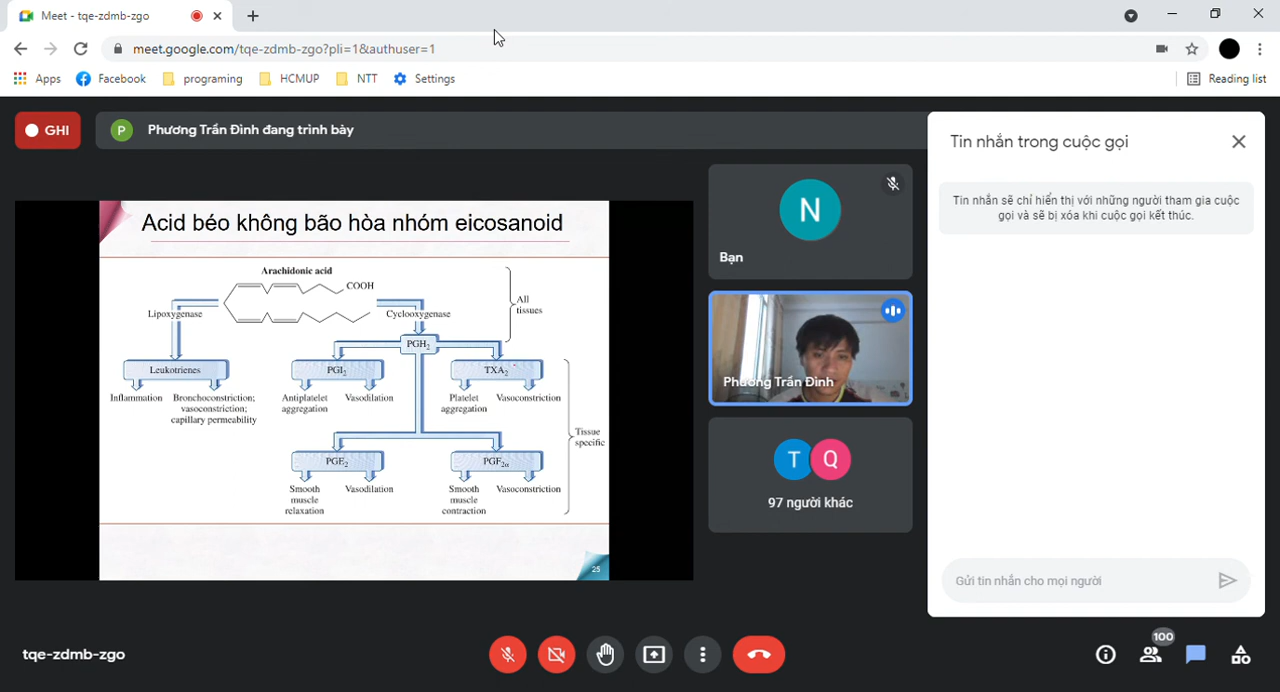 Meet - tqe-zdmb-zgo
meet.google.com/tqe-zdmb-zgo?pli=1&authuser=1
Apps Facebook programing HCMUP NTT Settings Reading list
GHI
P Phương Trần Đình đang trình bày
Acid béo không bão hòa nhóm eicosanoid
Arachidonic acid
COOH
Lipoxygenase
Cyclooxygenase
All
tissues
PGH2
Leukotrienes
PGI2
TXA2
Inflammation
Bronchoconstriction;
vasoconstriction;
capillary permeability
Antiplatelet
aggregation
Vasodilation
Platelet
aggregation
Vasoconstriction
Tissue
specific
PGE2
PGF2α
Smooth
muscle
relaxation
Vasodilation
Smooth
muscle
contraction
Vasoconstriction
25
N
Bạn
Phương Trần Đình
T Q
97 người khác
Tin nhắn trong cuộc gọi
Tin nhắn sẽ chỉ hiển thị với những người tham gia cuộc
gọi và sẽ bị xóa khi cuộc gọi kết thúc.
Gửi tin nhắn cho mọi người
tqe-zdmb-zgo
100